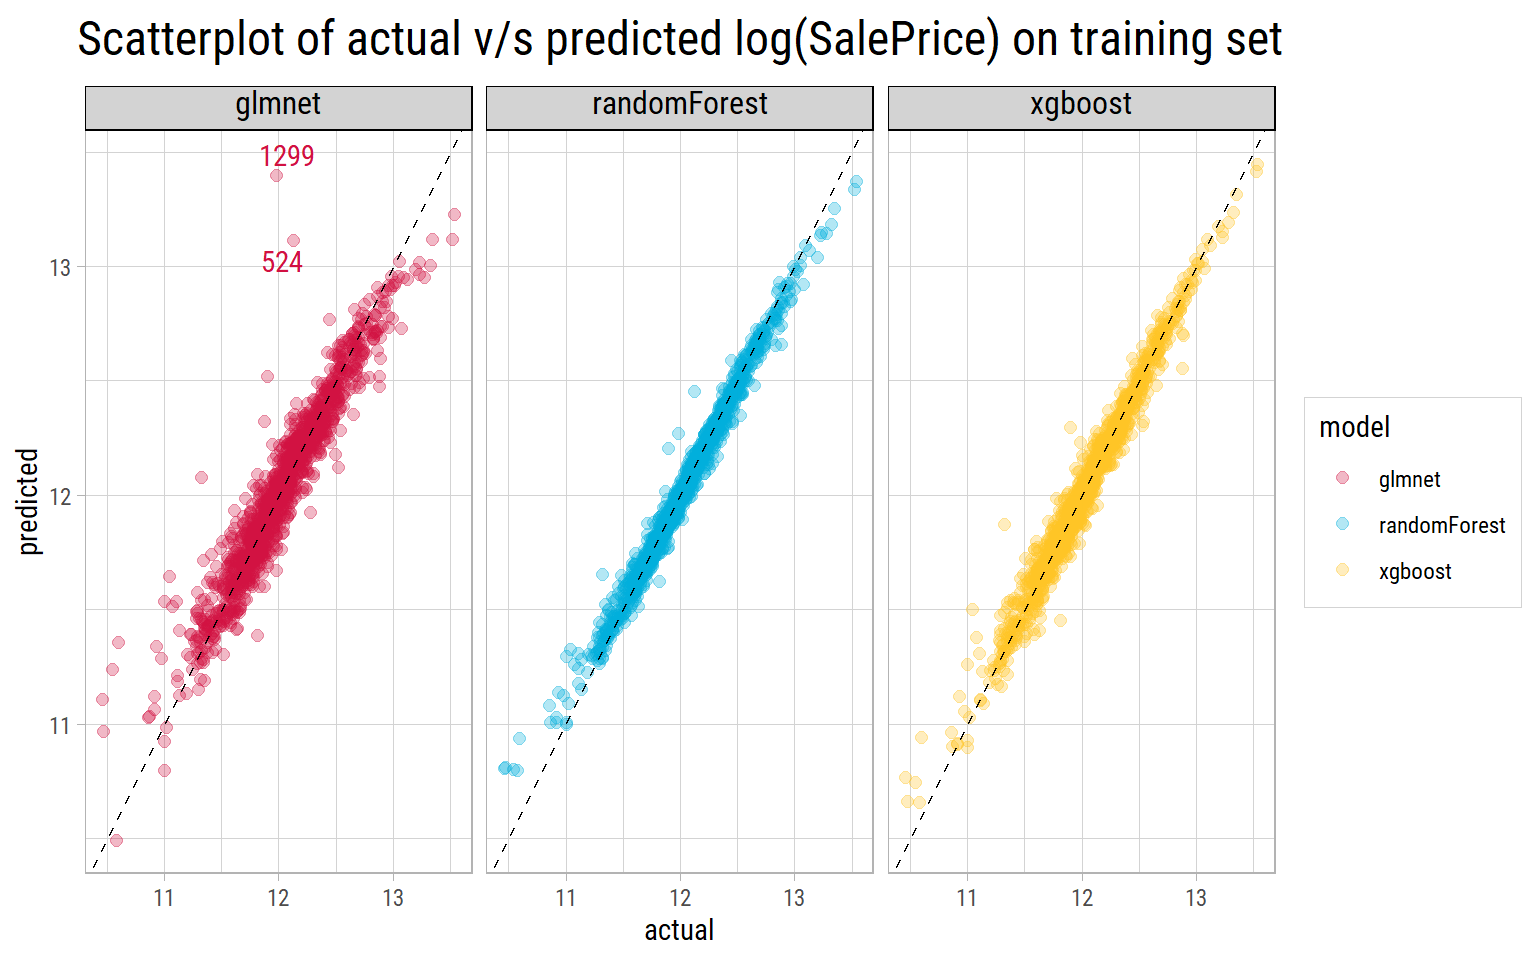 Scatterplot of actual v/s predicted log(SalePrice) on training set
glmnet
randomForest
xgboost
1299
524
13
12
11
predicted
11
12
13
11
12
13
11
12
13
actual
model
glmnet
randomForest
xgboost